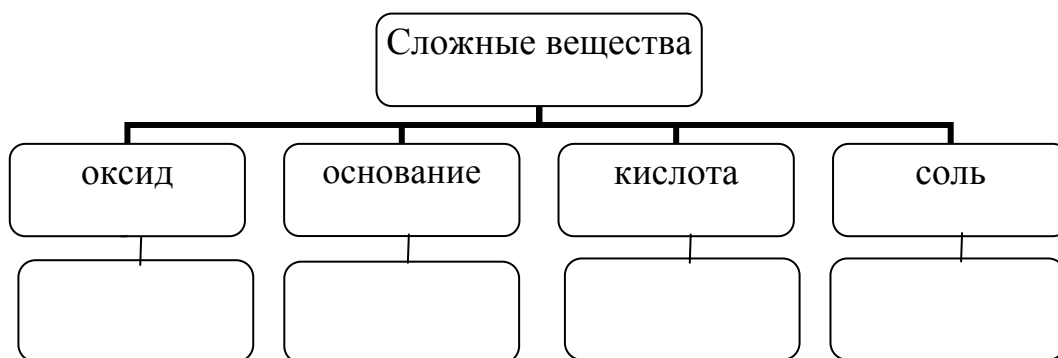 Сложные вещества
оксид
основание
кислота
соль